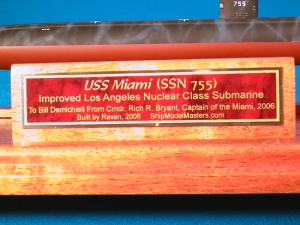 755
USS Miami (SSN 755)
Improved Los Angeles Nuclear Class Submarine
To Bill Demichiell From Cmdr. Rich R. Bryant, Captain of the Miami, 2006
Built by Raven, 2006 ShipModelMasters.com